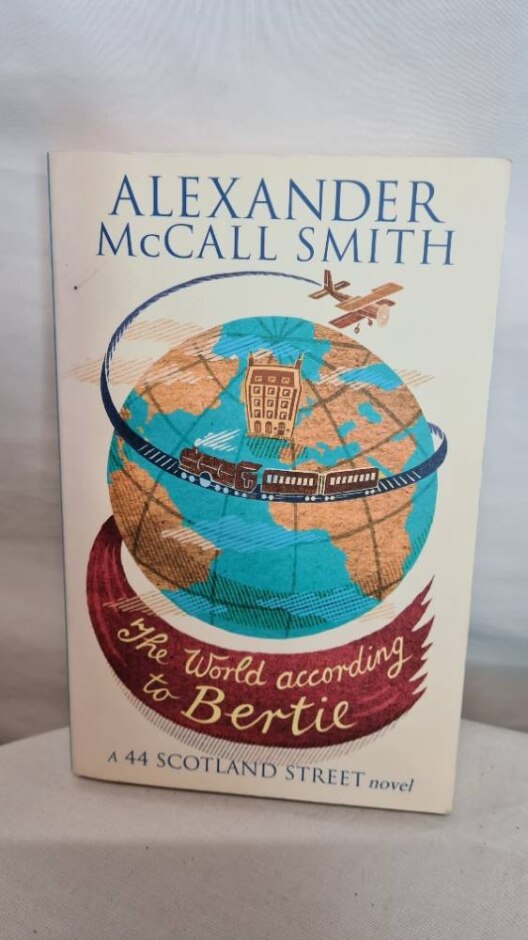 ALEXANDER
McCALL SMITH
The World according
to Bertie
A 44 SCOTLAND STREET novel